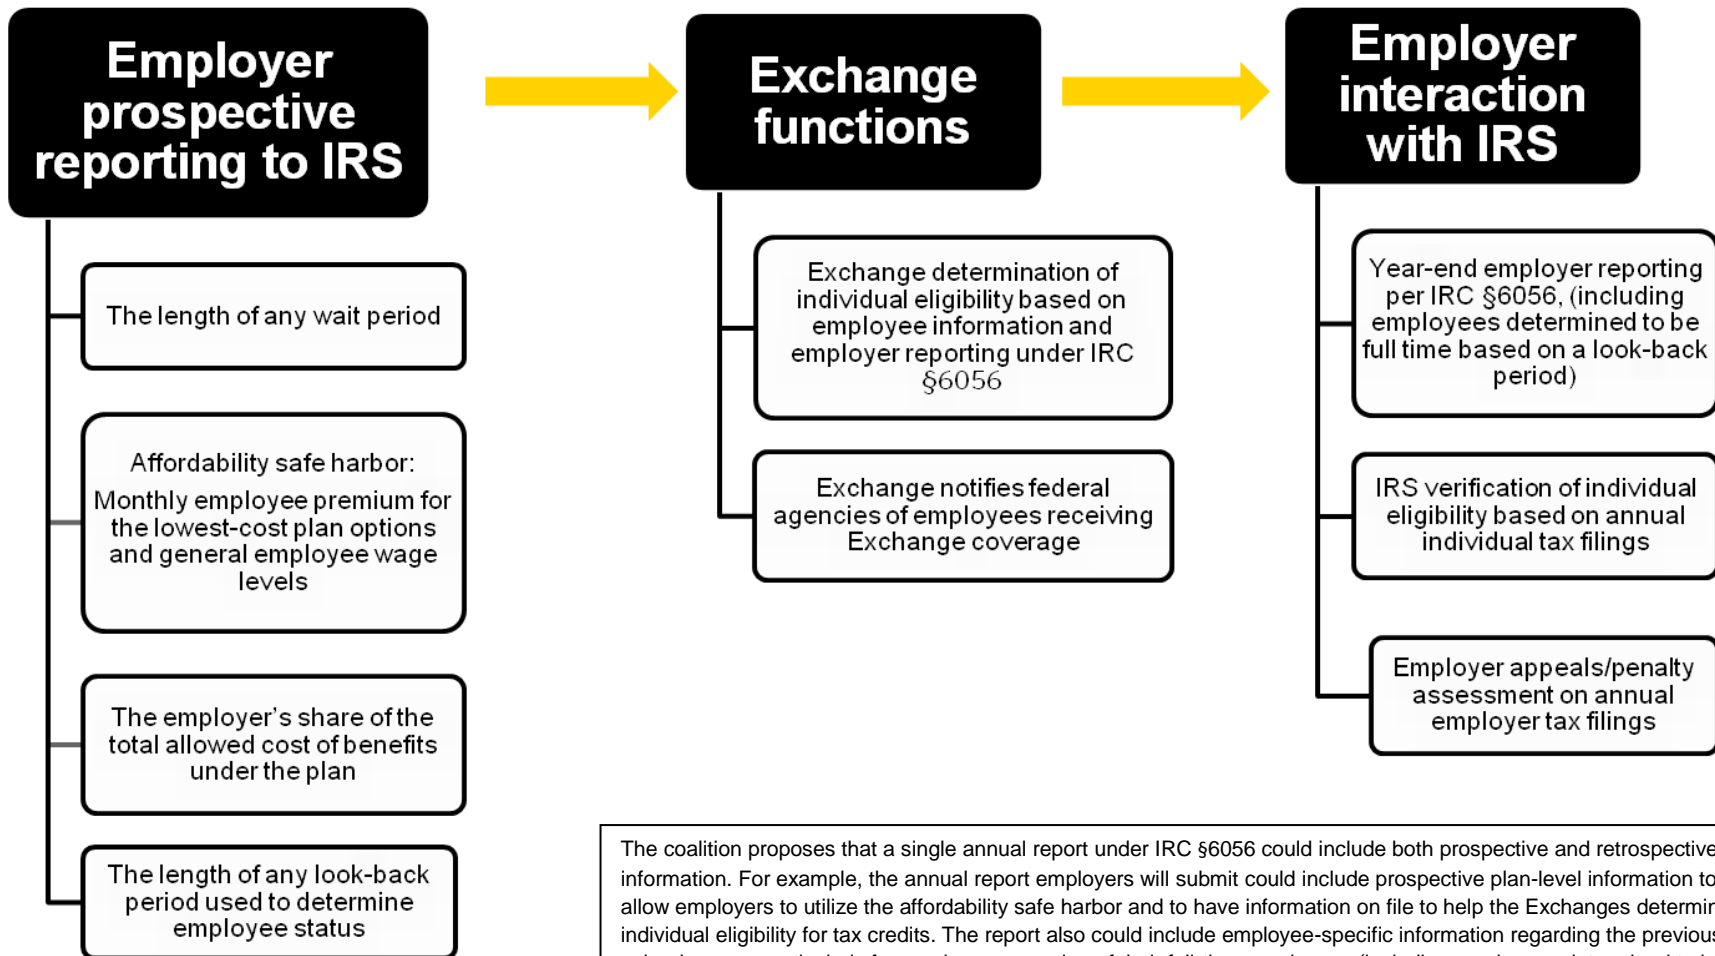 Employer
prospective
reporting to IRS
The length of any wait period
Affordability safe harbor:
Monthly employee premium for
the lowest-cost plan options
and general employee wage
levels
The employer's share of the
total allowed cost of benefits
under the plan
The length of any look-back
period used to determine
employee status
Exchange
functions
Exchange determination of
individual eligibility based on
employee information and
employer reporting under IRC
§6056
Exchange notifies federal
agencies of employees receiving
Exchange coverage
Employer
interaction
with IRS
Year-end employer reporting
per IRC §6056, (including
employees determined to be
full time based on a look-back
period)
IRS verification of individual
eligibility based on annual
individual tax filings
Employer appeals/penalty
assessment on annual
employer tax filings
The coalition proposes that a single annual report under IRC §6056 could include both prospective and retrospective
information. For example, the annual report employers will submit could include prospective plan-level information to
allow employers to utilize the affordability safe harbor and to have information on file to help the Exchanges determin
individual eligibility for tax credits. The report also could include employee-specific information regarding the previous